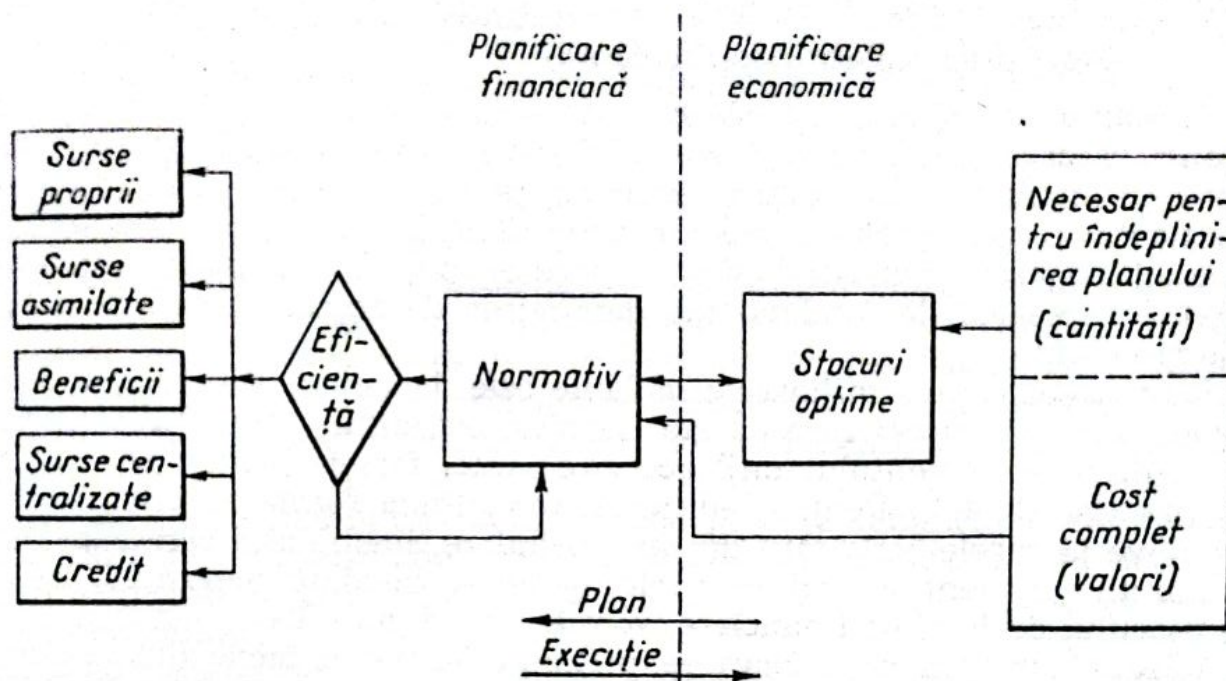 Planificare
financiară
Planificare
economică
Surse
proprii
Surse
asimilate
Beneficii
Surse cen-
tralizate
Credit
Efi-
cien-
ță
Normativ
Stocuri
optime
Necesar pen-
tru îndeplini-
rea planului
(cantități)
Cost
complet
(valori)
Plan
Execuție